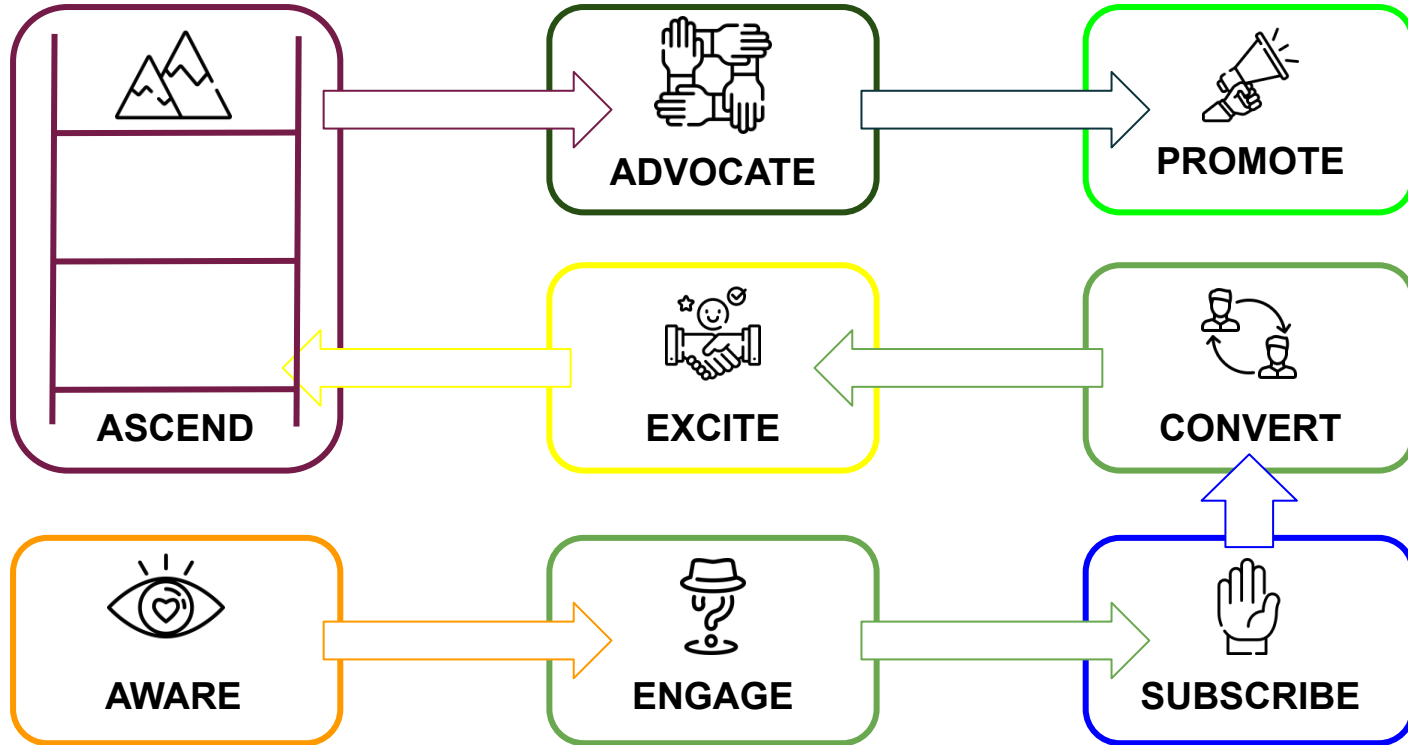 ADVOCATE
PROMOTE
ASCEND
EXCITE
CONVERT
AWARE
ENGAGE
SUBSCRIBE